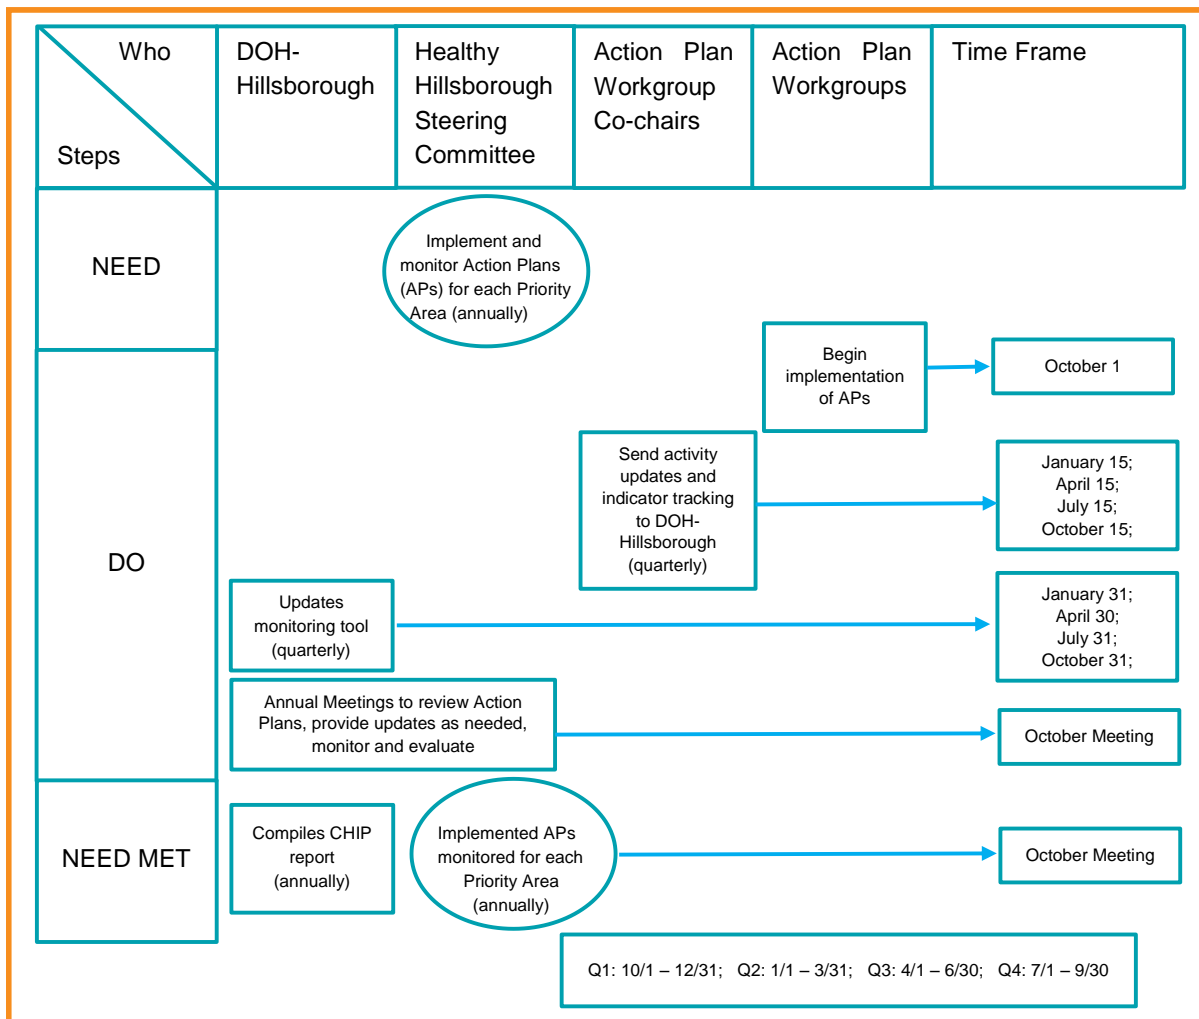 Who
Steps
DOH-
Hillsborough
Healthy
Hillsborough
Steering
Committee
Action Plan
Workgroup
Co-chairs
Action Plan
Workgroups
Time Frame
NEED
Implement and
monitor Action Plans
(APs) for each Priority
Area (annually)
DO
Begin
implementation
of APs
October 1
Send activity
updates and
indicator tracking
to DOH-
Hillsborough
(quarterly)
January 15;
April 15;
July 15;
October 15;
Updates
monitoring tool
(quarterly)
January 31;
April 30;
July 31;
October 31;
Annual Meetings to review Action
Plans, provide updates as needed,
monitor and evaluate
October Meeting
NEED MET
Compiles CHIP
report
(annually)
Implemented APs
monitored for each
Priority Area
(annually)
October Meeting
Q1: 10/1 – 12/31; Q2: 1/1 – 3/31; Q3: 4/1 – 6/30; Q4: 7/1 – 9/30